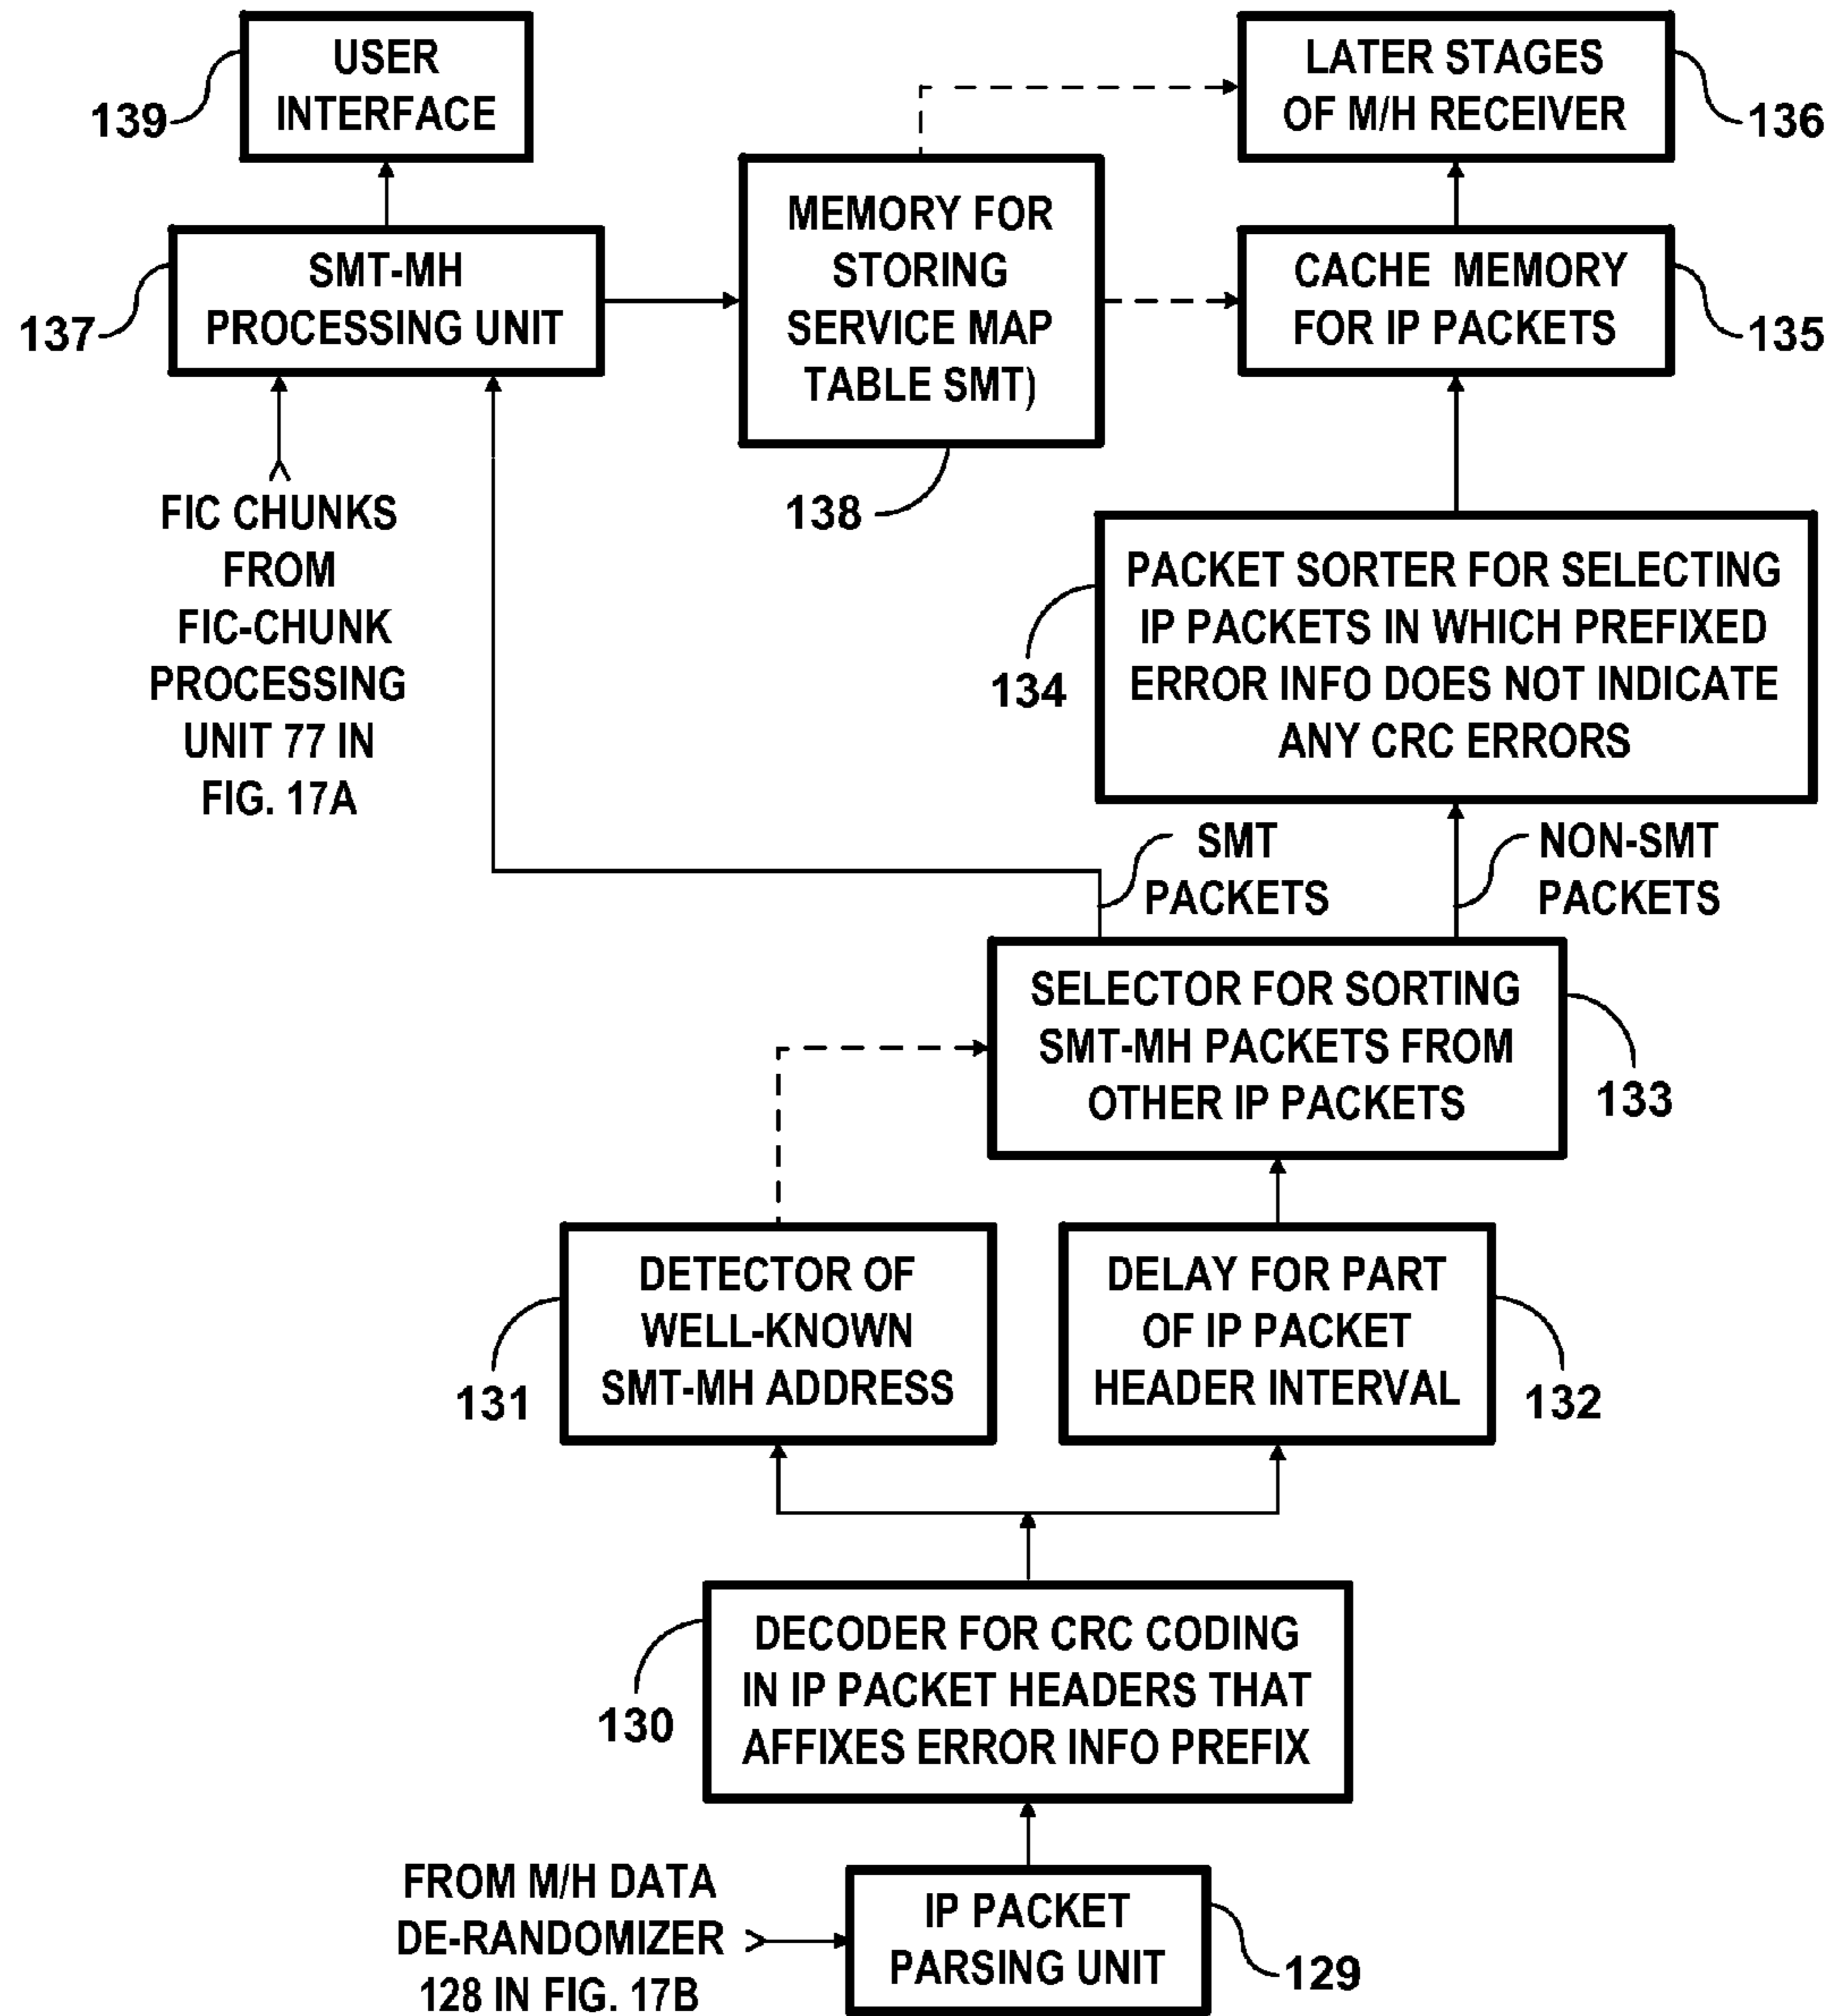 USER
INTERFACE
139
LATER STAGES
OF M/H RECEIVER
136
MEMORY FOR
STORING
SERVICE MAP
TABLE SMT)
138
SMT-MH
PROCESSING UNIT
137
CACHE MEMORY
FOR IP PACKETS
135
FIC CHUNKS
FROM
FIC-CHUNK
PROCESSING
UNIT 77 IN
FIG. 17A
PACKET SORTER FOR SELECTING
IP PACKETS IN WHICH PREFIXED
ERROR INFO DOES NOT INDICATE
ANY CRC ERRORS
134
SMT
PACKETS
NON-SMT
PACKETS
SELECTOR FOR SORTING
SMT-MH PACKETS FROM
OTHER IP PACKETS
133
DETECTOR OF
WELL-KNOWN
SMT-MH ADDRESS
131
DELAY FOR PART
OF IP PACKET
HEADER INTERVAL
132
DECODER FOR CRC CODING
IN IP PACKET HEADERS THAT
AFFIXES ERROR INFO PREFIX
130
FROM M/H DATA
DE-RANDOMIZER
128 IN FIG. 17B
IP PACKET
PARSING UNIT
129